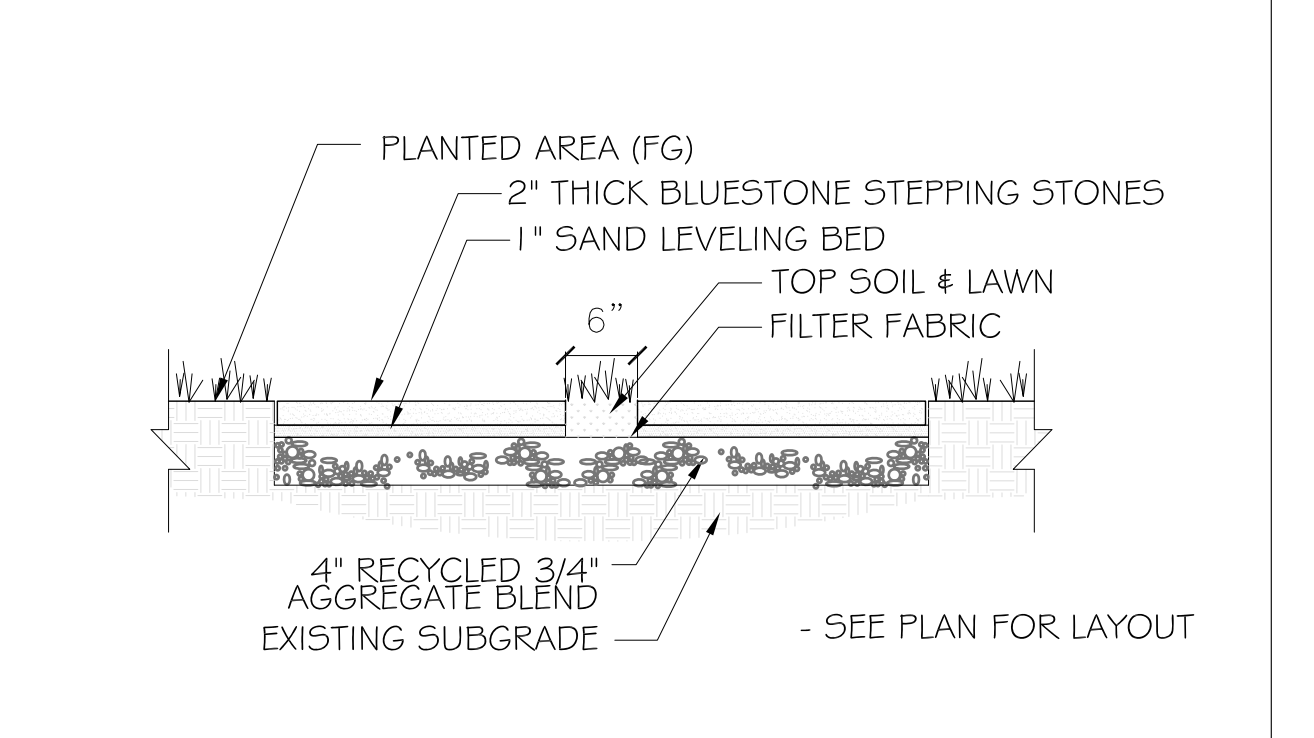 PLANTED AREA (FG)
2" THICK BLUESTONE STEPPING STONES
1" SAND LEVELING BED
TOP SOIL & LAWN
6”
FILTER FABRIC
4" RECYCLED 3/4"
AGGREGATE BLEND
EXISTING SUBGRADE
- SEE PLAN FOR LAYOUT